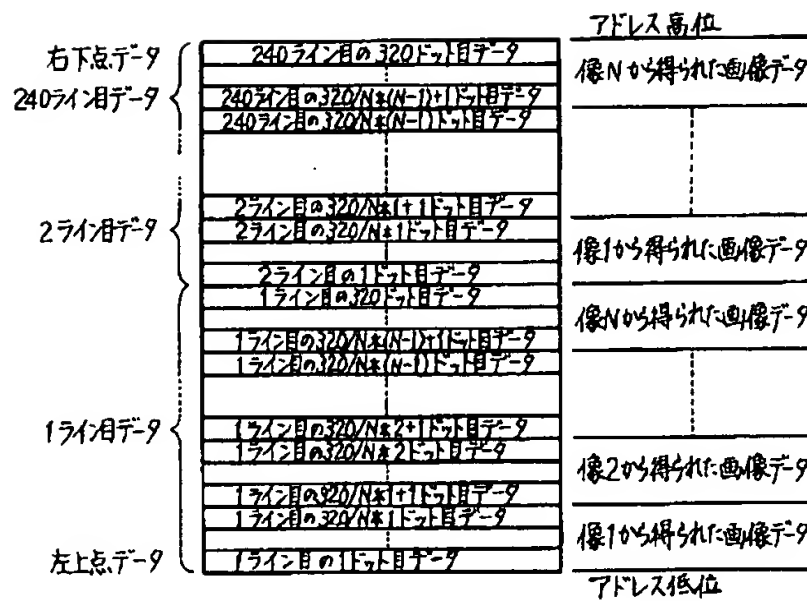 アドレス高位
右下点データ
240ライン目の320ドット目データ
像Nから得られた画像データ
240ライン目データ
240ライン目の320/N*(N-1)+1ドット目データ
240ライン目の320/N*(N-1)ドット目データ
2ライン目の320/N*1+1ドット目データ
2ライン目データ
2ライン目の320/N*1ドット目データ
像1から得られた画像データ
2ライン目の1ドット目データ
1ライン目の320ドット目データ
像Nから得られた画像データ
1ライン目の320/N*(N-1)+1ドット目データ
1ライン目の320/N*(N-1)ドット目データ
1ライン目データ
1ライン目の320/N*2+1ドット目データ
1ライン目の320/N*2ドット目データ
像2から得られた画像データ
1ライン目の320/N*1+1ドット目データ
1ライン目の320/N*1ドット目データ
像1から得られた画像データ
左上点データ
1ライン目の1ドット目データ
アドレス低位